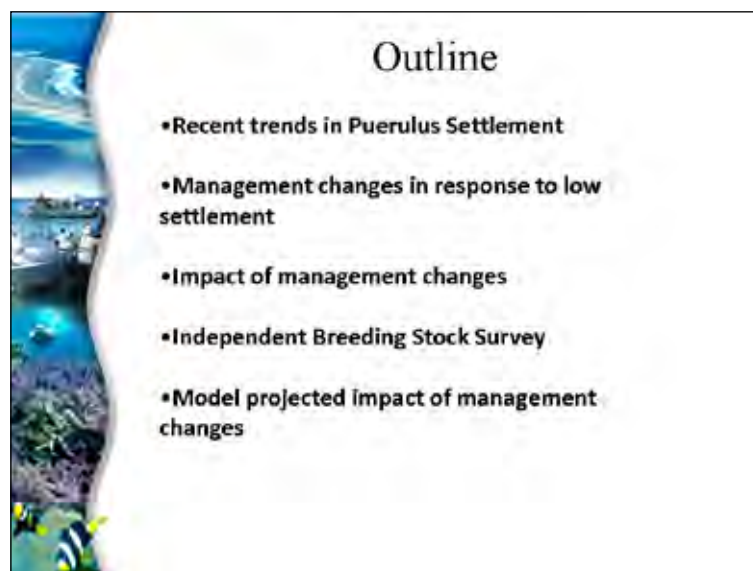 Outline
•Recent trends in Puerulus Settlement
•Management changes in response to low
settlement
•Impact of management changes
•Independent Breeding Stock Survey
•Model projected impact of management
changes